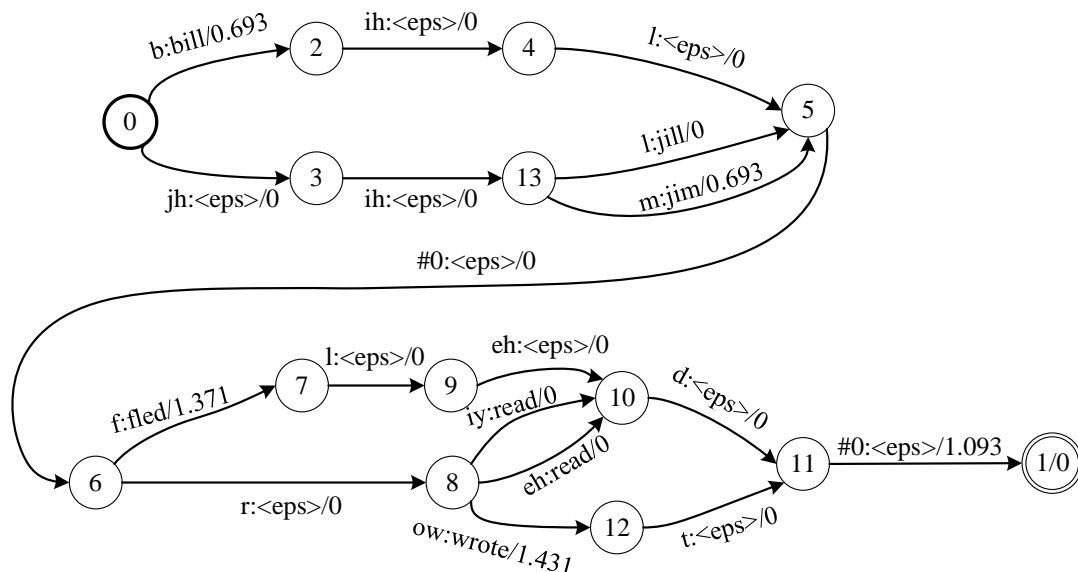 b:bill/0.693
ih:<eps>/0
l:<eps>/0
0
2
4
5
jh:<eps>/0
3
ih:<eps>/0
13
l:jill/0
m:jim/0.693
#0:<eps>/0
6
f:fled/1.371
7
l:<eps>/0
9
eh:<eps>/0
r:<eps>/0
8
iy:read/0
eh:read/0
10
d:<eps>/0
ow:wrote/1.431
12
t:<eps>/0
11
#0:<eps>/1.093
1/0